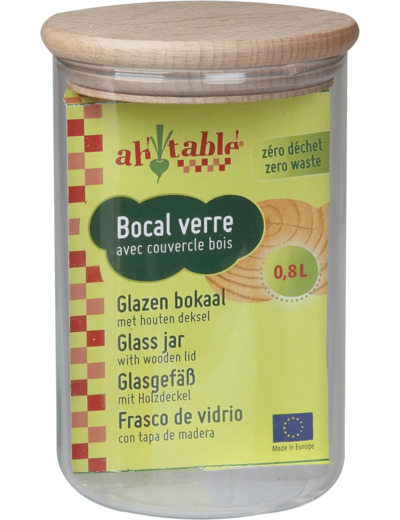 ah table®
zéro déchet
zero waste
Bocal verre
avec couvercle bois
0,8 L
Glazen bokaal
met houten deksel
Glass jar
with wooden lid
Glasgefäß
mit Holzdeckel
Frasco de vidrio
con tapa de madera
Made in Europe